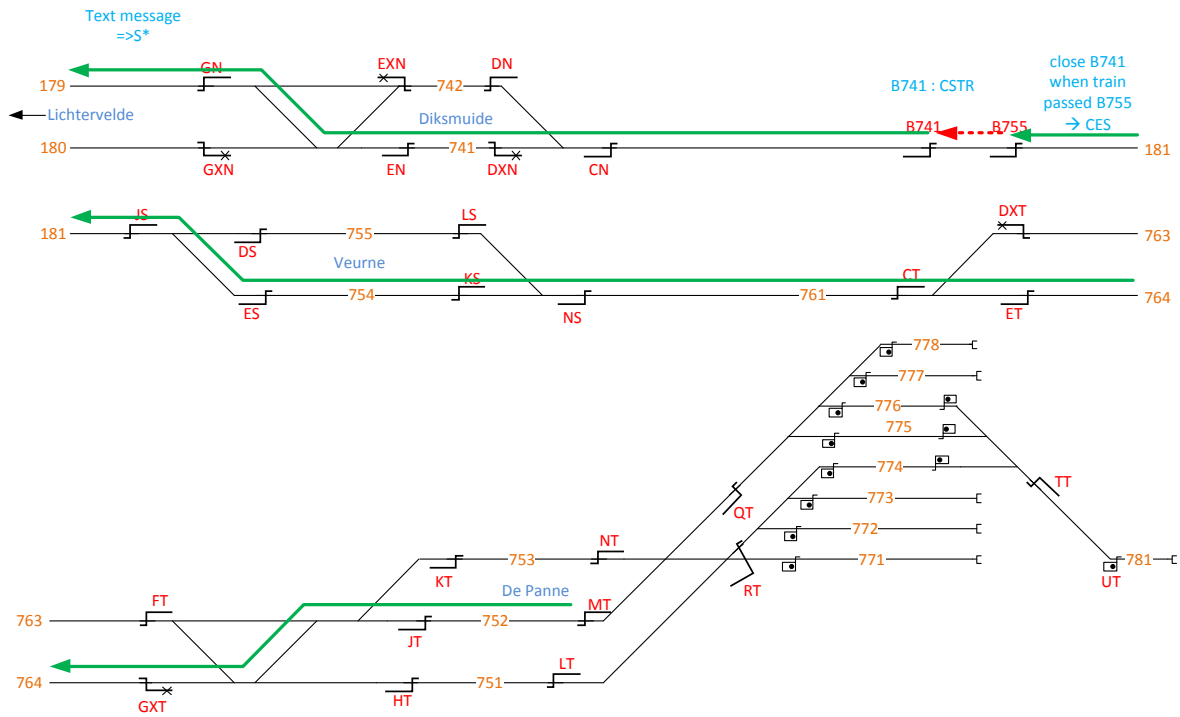 Text message
=>S*
GN
EXN
DN
179
742
B741 : CSTR
close B741
when train
passed B755
→ CES
Lichtervelde
Diksmuide
B741
B755
180
741
181
GXN
EN
DXN
CN
JS
LS
DXT
181
755
763
DS
Veurne
KS
CT
754
761
764
ES
NS
ET
778
777
776
775
774
TT
QT
773
NT
772
753
771
781
KT
RT
UT
De Panne
FT
MT
763
752
JT
LT
764
751
GXT
HT